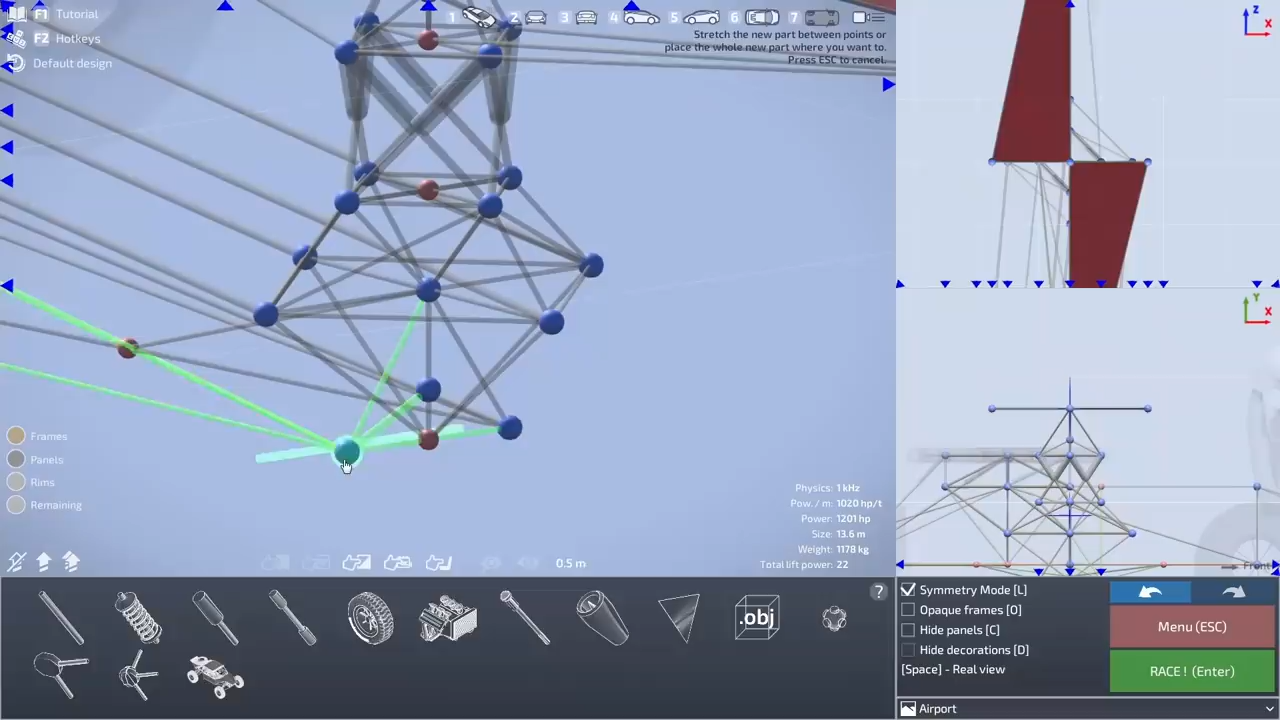 F1 Tutorial
F2 Hotkeys
Default design
1
2
3
4
5
6
7
Stretch the new part between points or
place the whole new part where you want to.
Press ESC to cancel.
Z
X
Y
X
Front
Frames
Panels
Rims
Remaining
Physics: 1 kHz
Pow. / m: 1020 hp/t
Power: 1201 hp
Size: 13.6 m
Weight: 1178 kg
Total lift power: 22
0.5 m
?
.obj
Symmetry Mode [L]
Opaque frames [O]
Hide panels [C]
Hide decorations [D]
[Space] - Real view
Menu (ESC)
RACE ! (Enter)
Airport